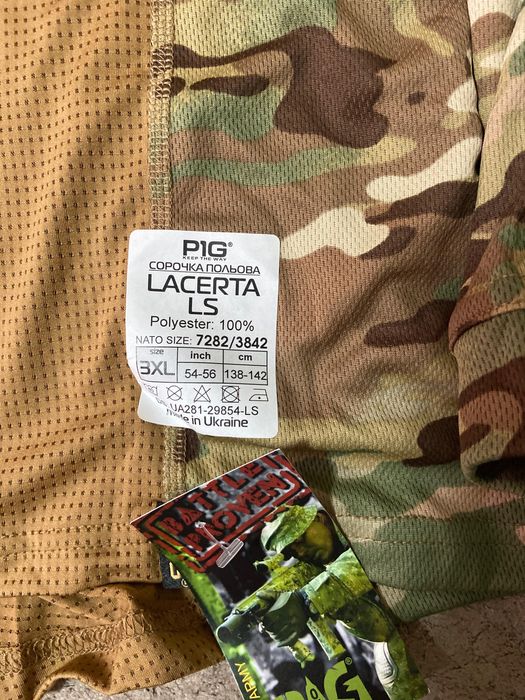 P1G®
KEEP THE WAY
СОРОЧКА ПОЛЬОВА
LACERTA
LS
Polyester: 100%
NATO SIZE: 7282/3842
size inch cm
3XL 54-56 138-142
UA281-29854-LS
made in Ukraine
BATTLE
PROVEN
ARMY